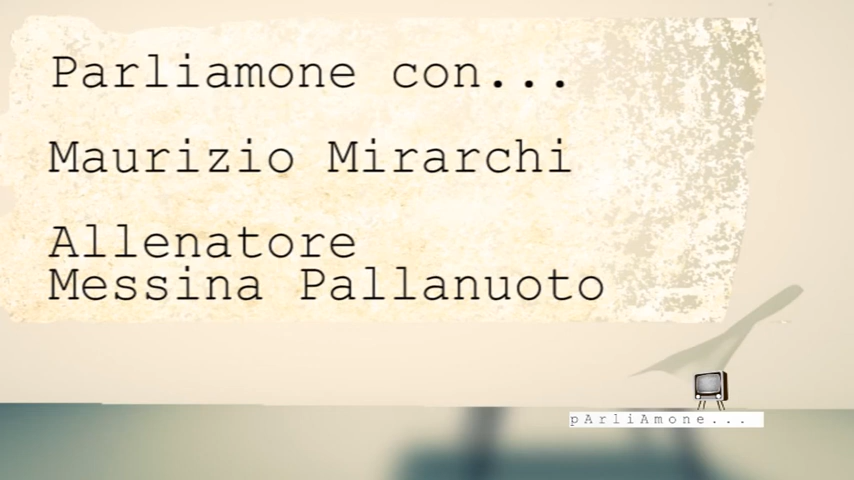 Parliamone con...
Maurizio Mirarchi
Allenatore
Messina Pallanuoto
pArliAmone...